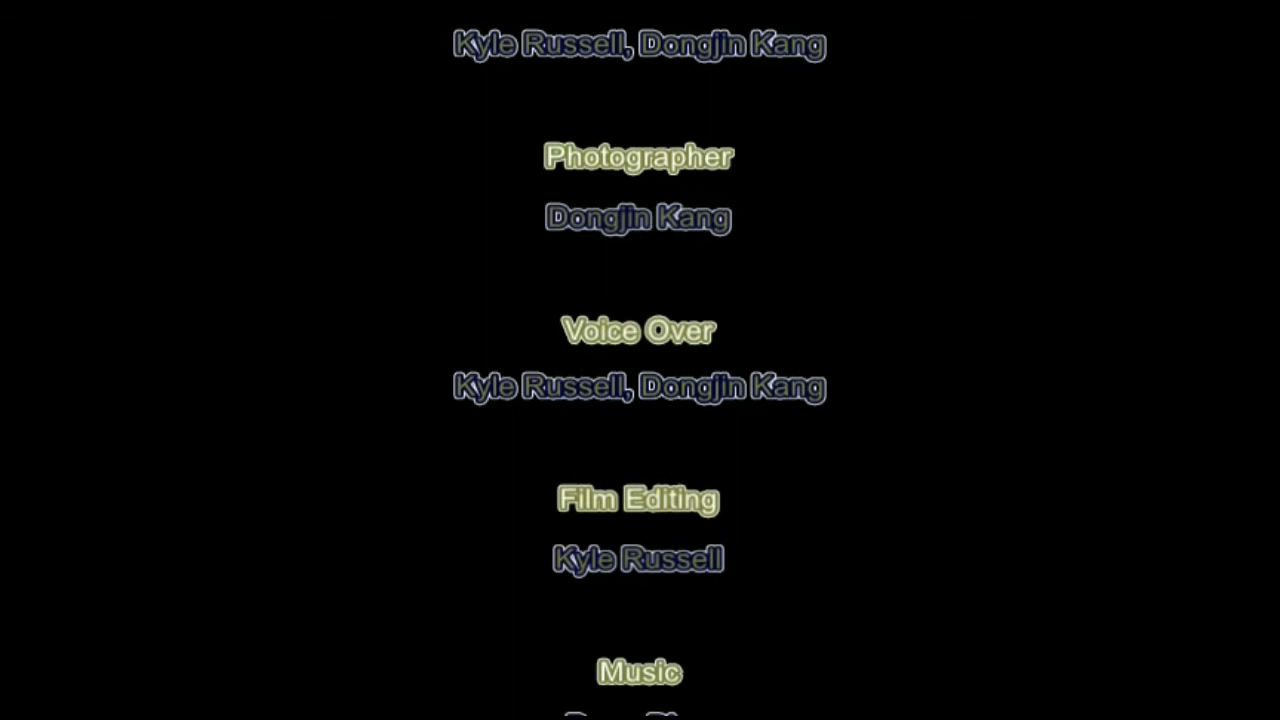 Kyle Russell, Dongjin Kang
Photographer
Dongjin Kang
Voice Over
Kyle Russell, Dongjin Kang
Film Editing
Kyle Russell
Music